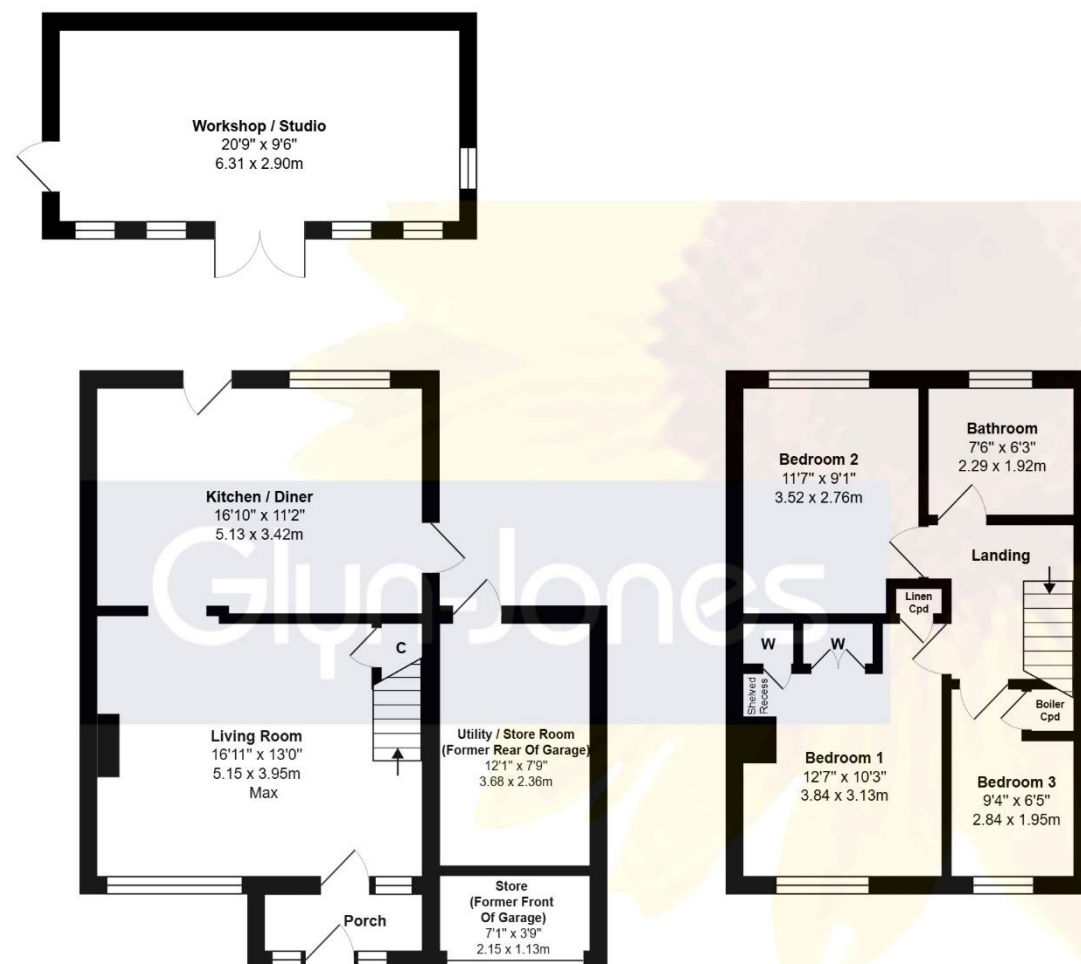 Workshop / Studio
20'9" x 9'6"
6.31 x 2.90m
Kitchen / Diner
16'10" x 11'2"
5.13 x 3.42m
Glyn-Jones
C
Living Room
16'11" x 13'0"
5.15 x 3.95m
Max
Utility / Store Room
(Former Rear Of Garage)
12'1" x 7'9"
3.68 x 2.36m
Store
(Former Front
Of Garage)
7'1" x 3'9"
2.15 x 1.13m
Porch
Bedroom 2
11'7" x 9'1"
3.52 x 2.76m
Bathroom
7'6" x 6'3"
2.29 x 1.92m
Landing
Linen
Cpd
W
W
Shelved
Recess
Boiler
Cpd
Bedroom 1
12'7" x 10'3"
3.84 x 3.13m
Bedroom 3
9'4" x 6'5"
2.84 x 1.95m